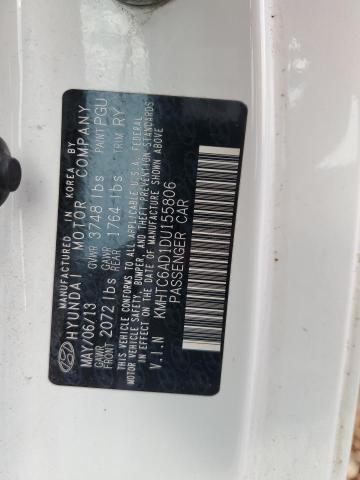 MANUFACTURED IN KOREA BY
HYUNDAI MOTOR COMPANY
MAY/06/13 GVWR 3748 lbs PAINT PGU
GAWR FRONT 2072 lbs GAWR REAR 1764 lbs TRIM RY
THIS VEHICLE CONFORMS TO ALL APPLICABLE U.S.A. FEDERAL
MOTOR VEHICLE SAFETY, BUMPER, AND THEFT PREVENTION STANDARDS
IN EFFECT ON THE DATE OF MANUFACTURE SHOWN ABOVE
V.I.N KMHTC6AD1DU155806
PASSENGER CAR